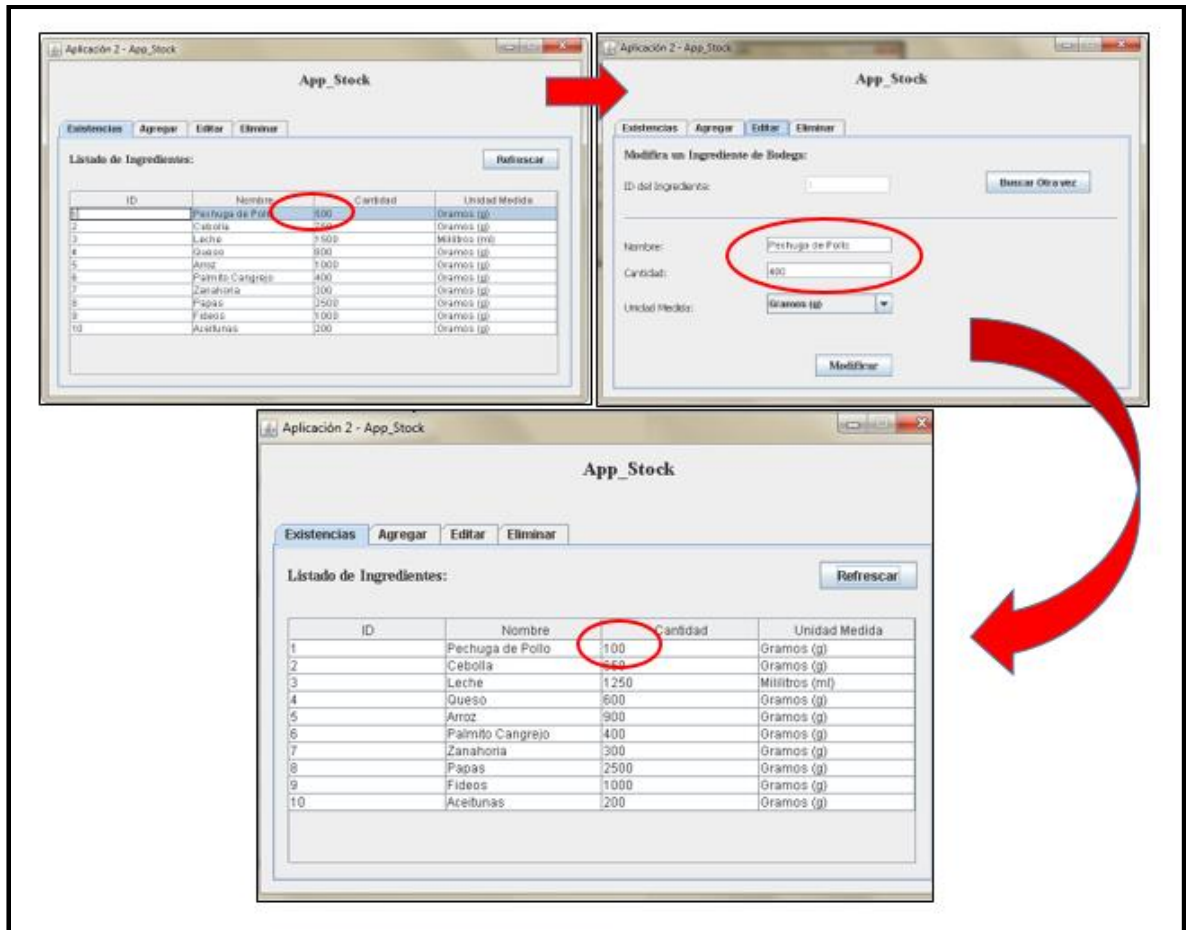 Aplicación 2 - App_Stock
App_Stock
Existencias Agregar Editar Eliminar
Listado de Ingredientes:
Refrescar
ID Nombre Cantidad Unidad Medida
Pechuga de Pollo Gramos (g)
2 Cebolla Gramos (g)
3 Leche 1500 Mililitros (ml)
4 Queso 800 Gramos (g)
5 Arroz 1000 Gramos (g)
6 Palmito Cangrejo 400 Gramos (g)
7 Zanahoria 300 Gramos (g)
8 Papas 2500 Gramos (g)
9 Fideos 1000 Gramos (g)
10 Aceitunas 200 Gramos (g)
Aplicación 2 - App_Stock
App_Stock
Existencias Agregar Editar Eliminar
Modifica un Ingrediente de Bodega:
ID del Ingrediente:
Buscar Otra vez
Nombre: Pechuga de Pollo
Cantidad: 400
Unidad Medida: Gramos (g)
Modificar
Aplicación 2 - App_Stock
App_Stock
Existencias Agregar Editar Eliminar
Listado de Ingredientes:
Refrescar
ID Nombre Cantidad Unidad Medida
1 Pechuga de Pollo 100 Gramos (g)
2 Cebolla Gramos (g)
3 Leche 1250 Mililitros (ml)
4 Queso 600 Gramos (g)
5 Arroz 900 Gramos (g)
6 Palmito Cangrejo 400 Gramos (g)
7 Zanahoria 300 Gramos (g)
8 Papas 2500 Gramos (g)
9 Fideos 1000 Gramos (g)
10 Aceitunas 200 Gramos (g)